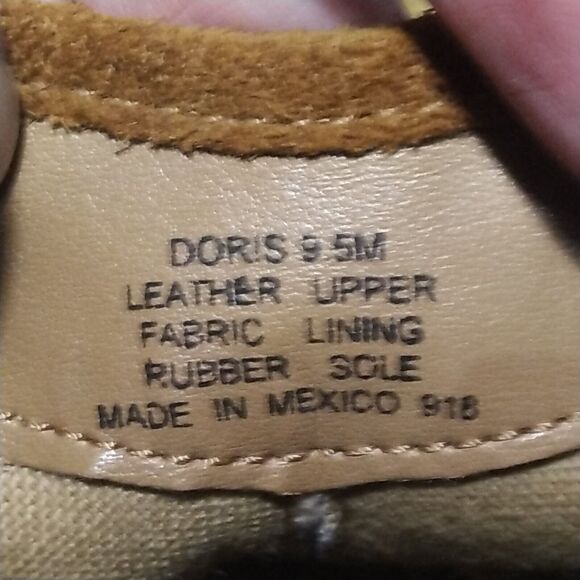 DORIS 9.5M
LEATHER UPPER
FABRIC LINING
RUBBER SOLE
MADE IN MEXICO 918